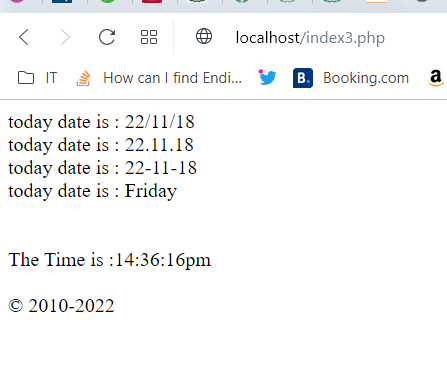 localhost/index3.php
IT How can I find Endi... B. Booking.com a
today date is : 22/11/18
today date is : 22.11.18
today date is : 22-11-18
today date is : Friday
The Time is :14:36:16pm
© 2010-2022